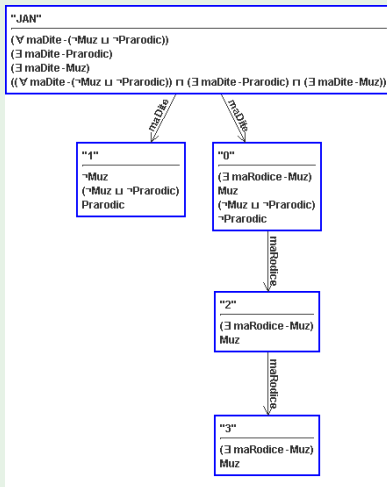 "JAN"
(∀ maDite-(¬Muz ⊔ ¬Prarodic))
(∃ maDite-Prarodic)
(∃ maDite-Muz)
((∀ maDite-(¬Muz ⊔ ¬Prarodic)) ⊓ (∃ maDite-Prarodic) ⊓ (∃ maDite-Muz))
maDite
maDite
"1"
¬Muz
(¬Muz ⊔ ¬Prarodic)
Prarodic
"0"
(∃ maRodice-Muz)
Muz
(¬Muz ⊔ ¬Prarodic)
¬Prarodic
maRodice
"2"
(∃ maRodice-Muz)
Muz
maRodice
"3"
(∃ maRodice-Muz)
Muz